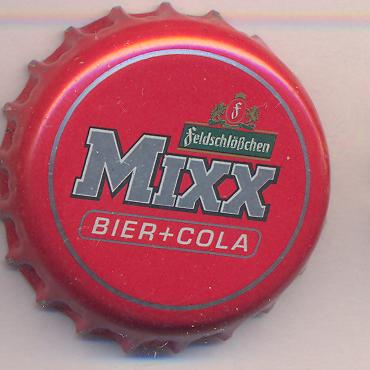 F
Feldschlößchen
MIXX
BIER+COLA